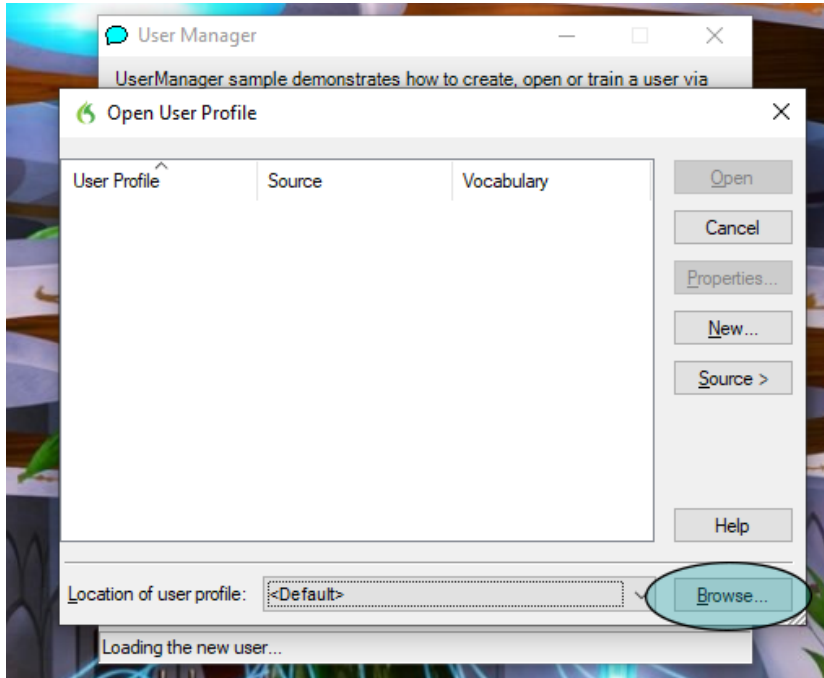 User Manager
UserManager sample demonstrates how to create, open or train a user via
Open User Profile
User Profile Source Vocabulary
Open
Cancel
Properties...
New...
Source >
Help
Location of user profile: <Default> Browse...
Loading the new user...